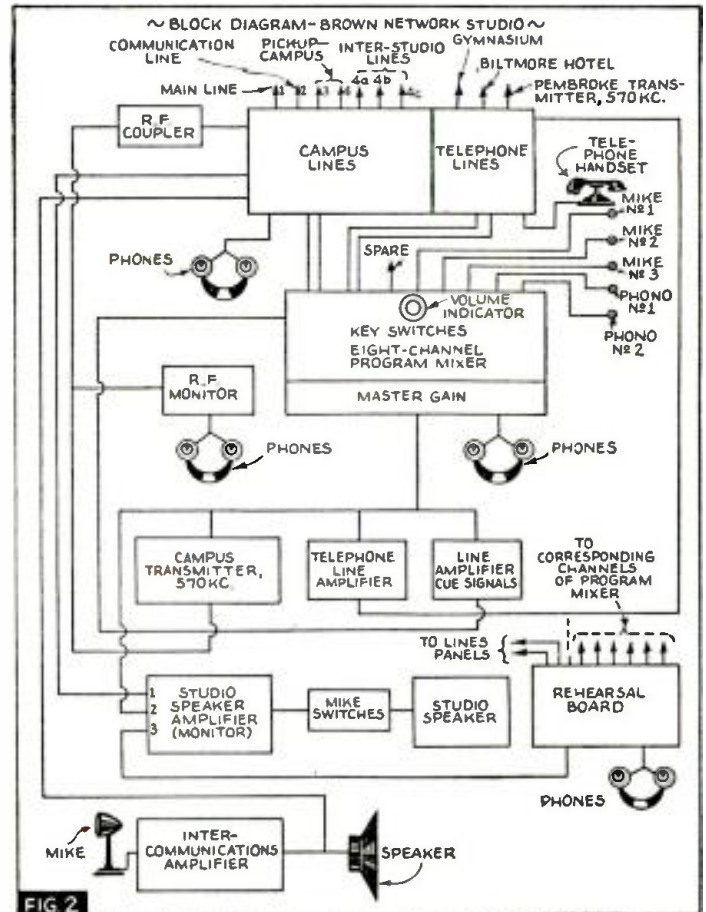 ~ BLOCK DIAGRAM - BROWN NETWORK STUDIO ~
COMMUNICATION
LINE
PICKUP-
CAMPUS
INTER-STUDIO
LINES
GYMNASIUM
BILTMORE HOTEL
PEMBROKE TRANS-
MITTER, 570 KC.
MAIN LINE
1
2
3
4a
4b
R.F.
COUPLER
CAMPUS
LINES
TELEPHONE
LINES
TELE-
PHONE
HANDSET
MIKE
Nº 1
MIKE
Nº 2
MIKE
Nº 3
PHONO
Nº 1
PHONO
Nº 2
PHONES
SPARE
VOLUME
INDICATOR
KEY SWITCHES
EIGHT-CHANNEL
PROGRAM MIXER
MASTER GAIN
R.F.
MONITOR
PHONES
PHONES
CAMPUS
TRANSMITTER,
570 KC.
TELEPHONE
LINE
AMPLIFIER
LINE
AMPLIFIER
CUE SIGNALS
TO
CORRESPONDING
CHANNELS
OF PROGRAM
MIXER
TO LINES
PANELS
1
2
3
STUDIO
SPEAKER
AMPLIFIER
(MONITOR)
MIKE
SWITCHES
STUDIO
SPEAKER
REHEARSAL
BOARD
PHONES
MIKE
INTER-
COMMUNICATIONS
AMPLIFIER
SPEAKER
FIG. 2